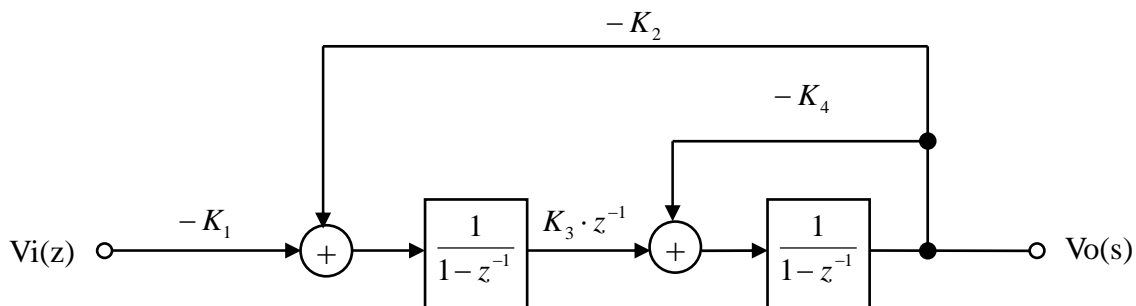 − K₂
− K₄
− K₁
K₃ · z⁻¹
1
1 − z⁻¹
1
1 − z⁻¹
Vi(z)
+
+
Vo(s)